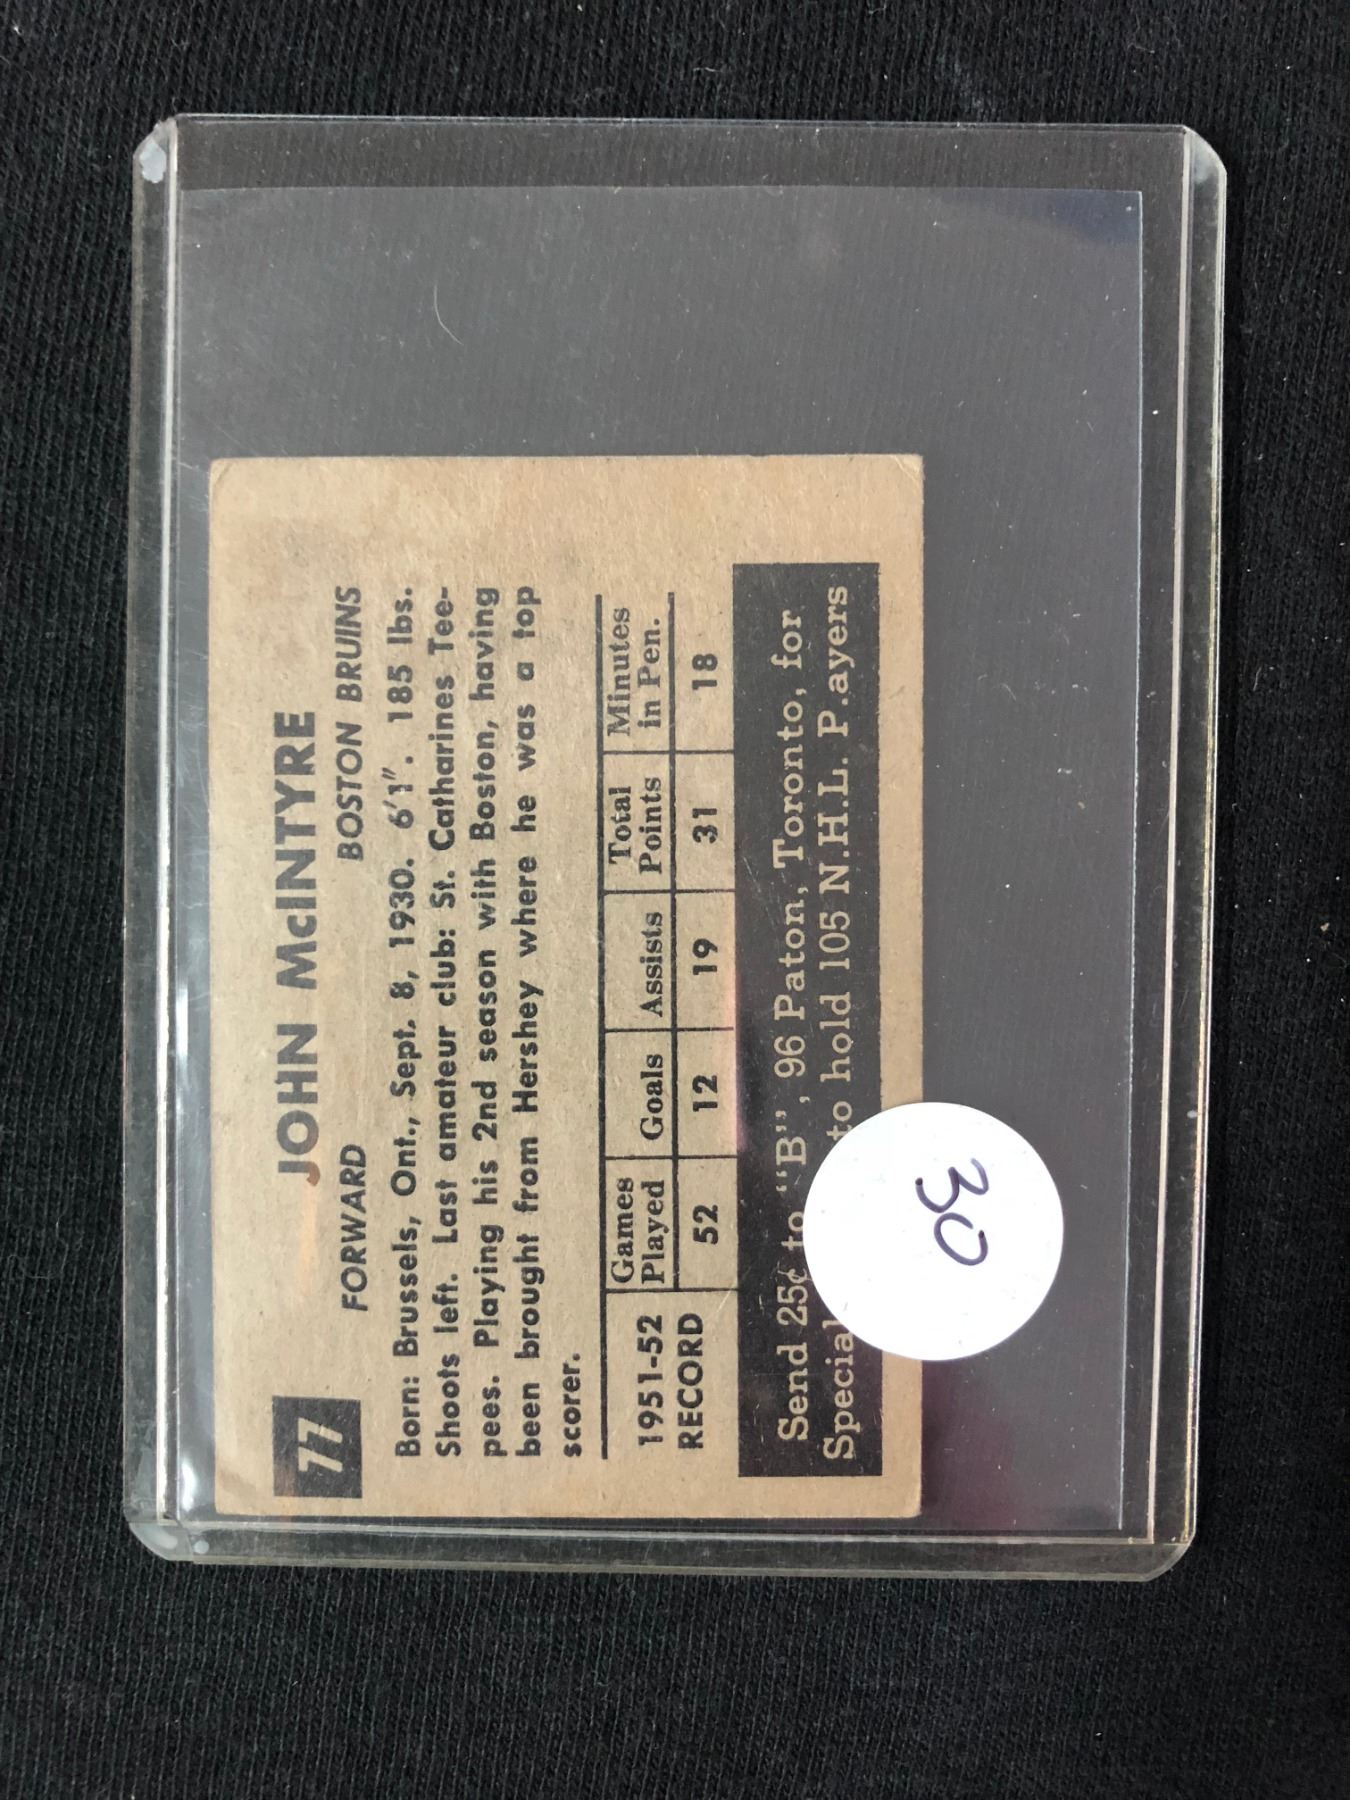 77
JOHN McINTYRE
FORWARD BOSTON BRUINS
Born: Brussels, Ont., Sept. 8, 1930. 6'1". 185 lbs.
Shoots left. Last amateur club: St. Catharines Tee-
pees. Playing his 2nd season with Boston, having
been brought from Hershey where he was a top
scorer.
1951-52 RECORD
Games Played Goals Assists Total Points Minutes in Pen.
52 12 19 31 18
Send 25¢ to "B", 96 Paton, Toronto, for
Special to hold 105 N.H.L. P.ayers
30